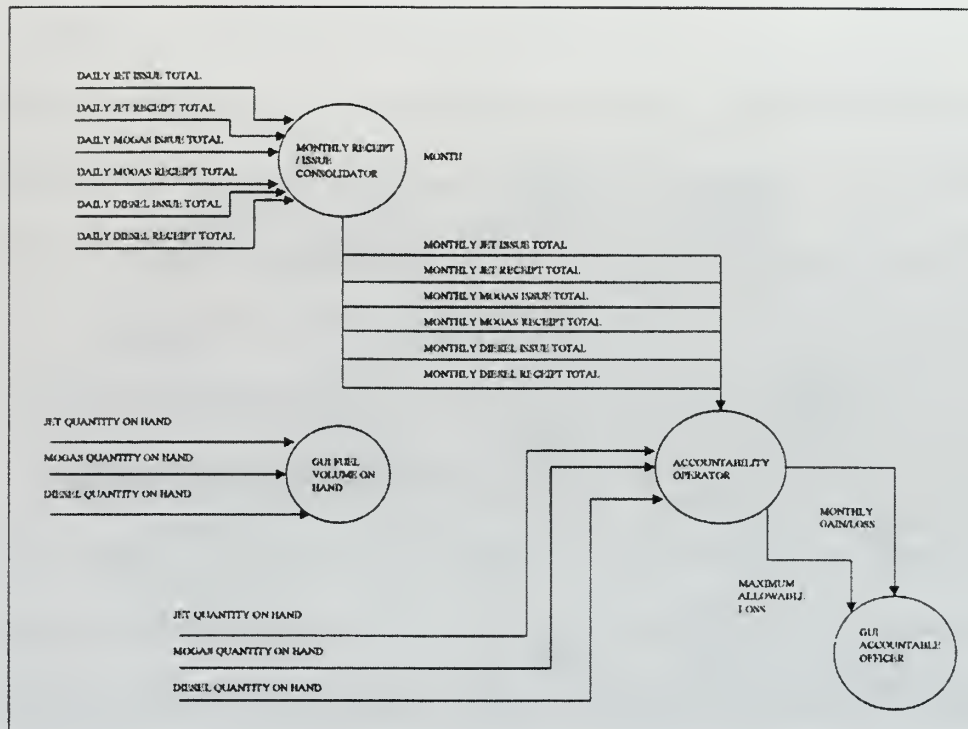 DAILY JET ISSUE TOTAL
DAILY JET RECEIPT TOTAL
DAILY MOGAS ISSUE TOTAL
DAILY MOGAS RECEIPT TOTAL
DAILY DIESEL ISSUE TOTAL
DAILY DIESEL RECEIPT TOTAL
MONTHLY RECEIPT
/ ISSUE
CONSOLIDATOR
MONTH
MONTHLY JET ISSUE TOTAL
MONTHLY JET RECEIPT TOTAL
MONTHLY MOGAS ISSUE TOTAL
MONTHLY MOGAS RECEIPT TOTAL
MONTHLY DIESEL ISSUE TOTAL
MONTHLY DIESEL RECEIPT TOTAL
JET QUANTITY ON HAND
MOGAS QUANTITY ON HAND
DIESEL QUANTITY ON HAND
GUI FUEL
VOLUME ON
HAND
ACCOUNTABILITY
OPERATOR
MONTHLY
GAIN/LOSS
MAXIMUM
ALLOWABLE
LOSS
GUI
ACCOUNTABLE
OFFICER
JET QUANTITY ON HAND
MOGAS QUANTITY ON HAND
DIESEL QUANTITY ON HAND